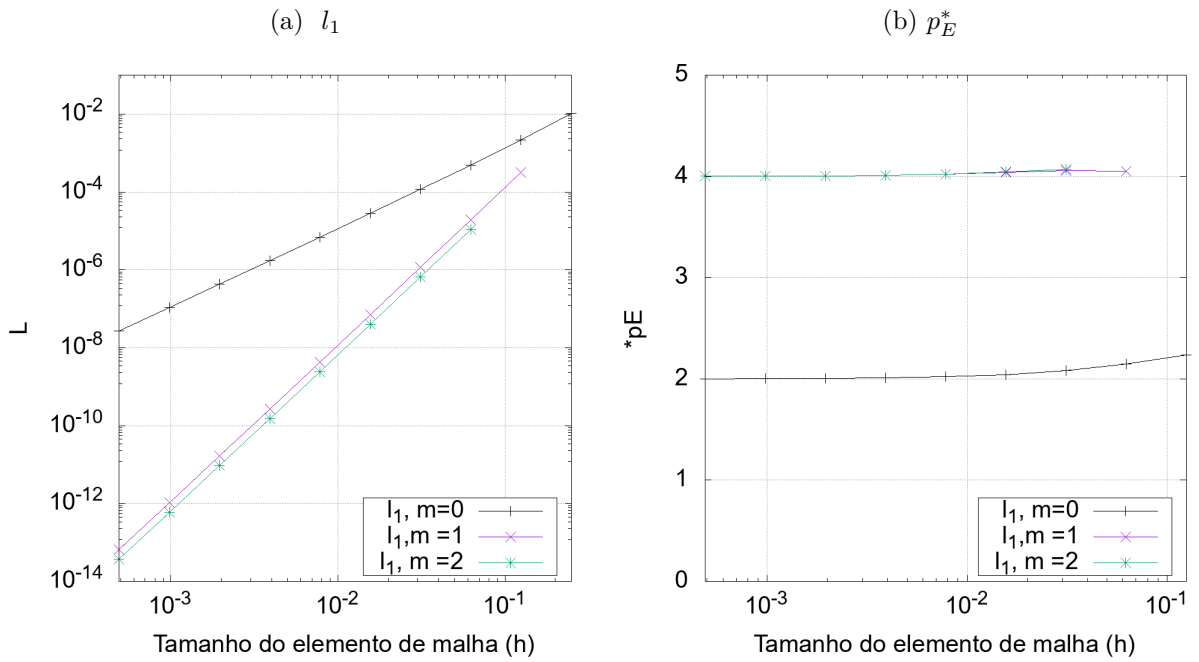 (a) l₁
10⁻²
10⁻⁴
10⁻⁶
10⁻⁸
10⁻¹⁰
10⁻¹²
10⁻¹⁴
L
l₁, m=0
l₁,m =1
l₁, m =2
10⁻³ 10⁻² 10⁻¹
Tamanho do elemento de malha (h)
(b) p*_E
5
4
3
2
1
0
*pE
l₁, m=0
l₁,m =1
l₁, m =2
10⁻³ 10⁻² 10⁻¹
Tamanho do elemento de malha (h)